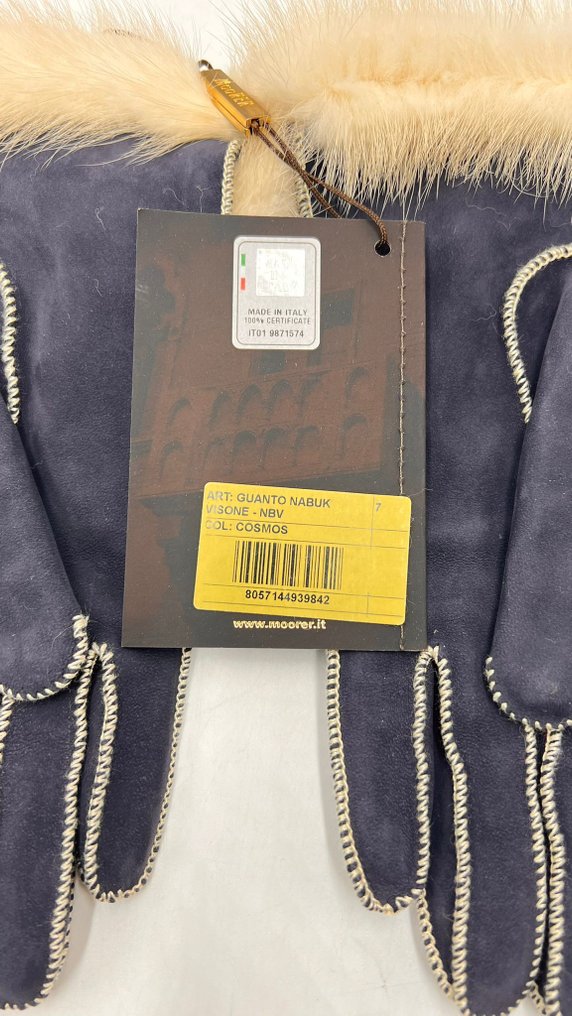 MOORER
MADE IN ITALY
100% CERTIFICATE
IT01 9871574
ART: GUANTO NABUK 7
VISONE - NBV
COL: COSMOS
8057144939842
www.moorer.it